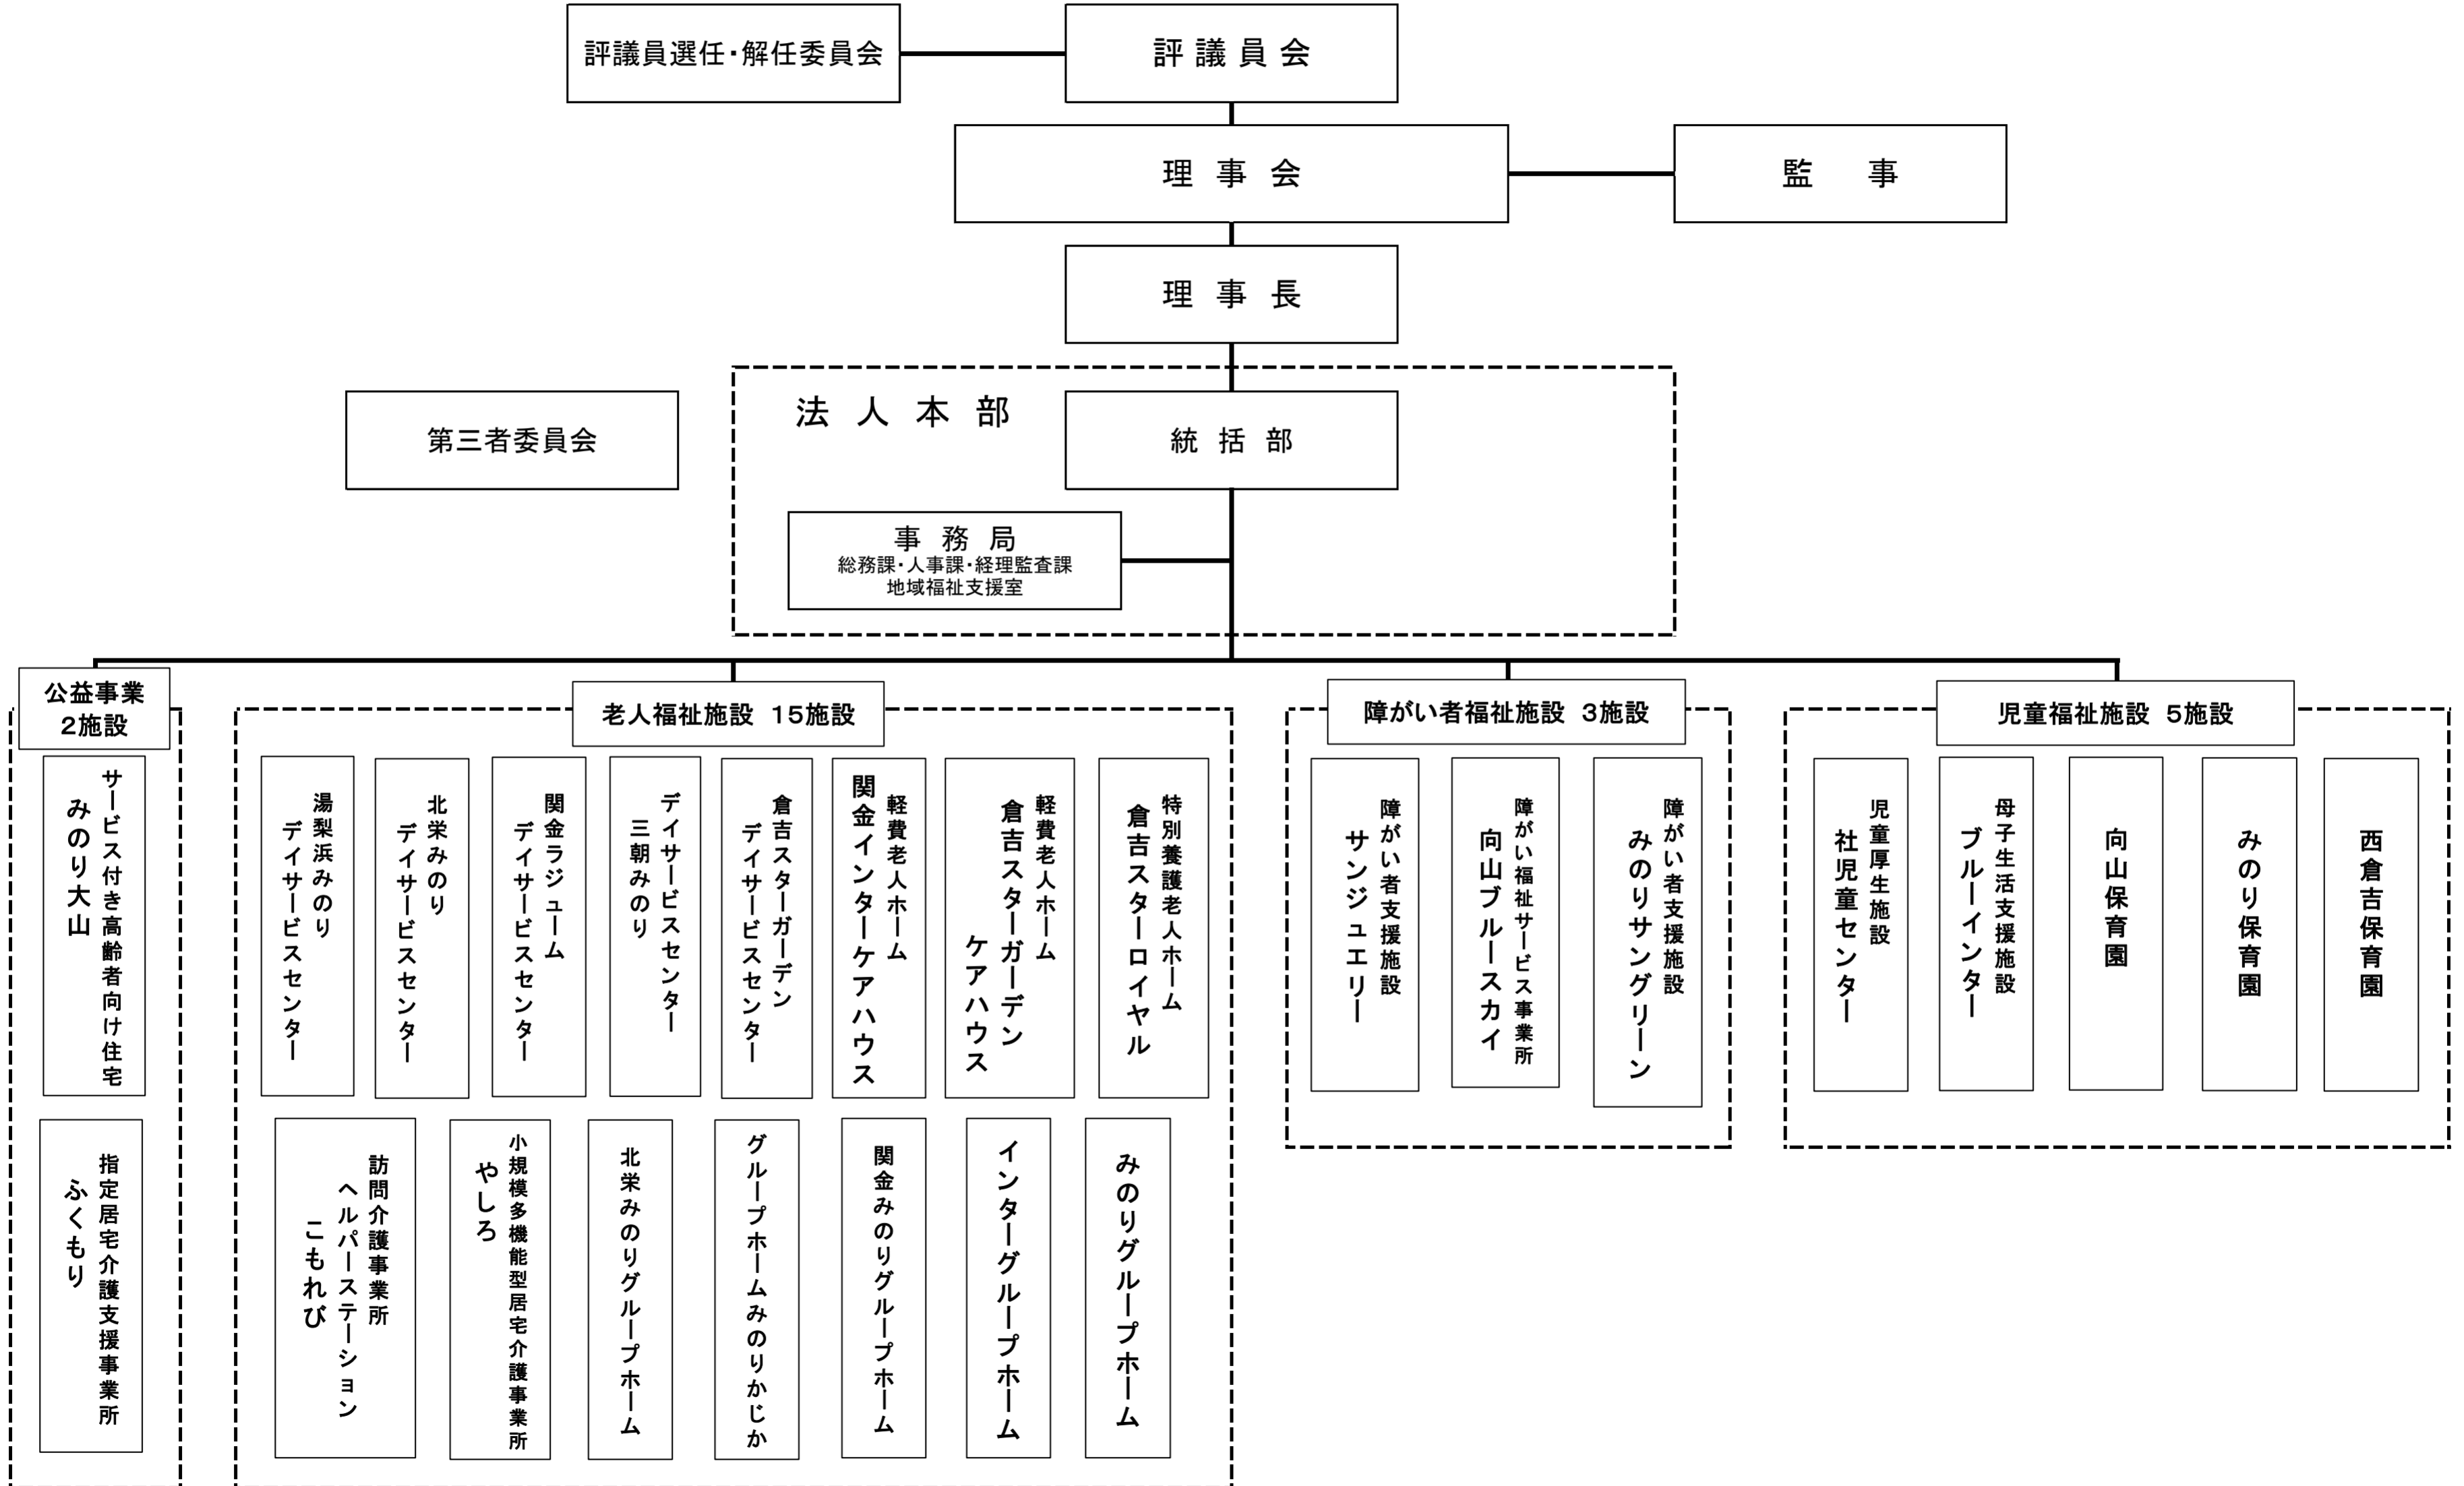 評議員選任・解任委員会
評議員会
理事会
監事
理事長
法人本部
統括部
第三者委員会
事務局
総務課・人事課・経理監査課
地域福祉支援室
公益事業
2施設
サービス付き高齢者向け住宅
みのり大山
指定居宅介護支援事業所
ふくもり
老人福祉施設 15施設
湯梨浜みのり
デイサービスセンター
北栄みのり
デイサービスセンター
関金ラジューム
デイサービスセンター
デイサービスセンター
三朝みのり
倉吉スターガーデン
デイサービスセンター
軽費老人ホーム
関金インターケアハウス
軽費老人ホーム
倉吉スターガーデン
ケアハウス
特別養護老人ホーム
倉吉スターロイヤル
訪問介護事業所
ヘルパーステーション
こもれび
小規模多機能型居宅介護事業所
やしろ
北栄みのりグループホーム
グループホームみのりかじか
関金みのりグループホーム
インターグループホーム
みのりグループホーム
障がい者福祉施設 3施設
障がい者支援施設
サンジュエリー
障がい福祉サービス事業所
向山ブルースカイ
障がい者支援施設
みのりサングリーン
児童福祉施設 5施設
児童厚生施設
社児童センター
母子生活支援施設
ブルーインター
向山保育園
みのり保育園
西倉吉保育園